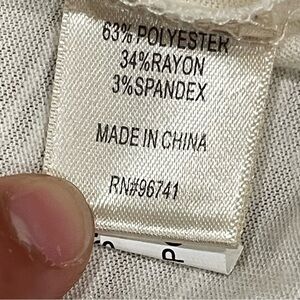 63% POLYESTER
34%RAYON
3%SPANDEX
MADE IN CHINA
RN#96741